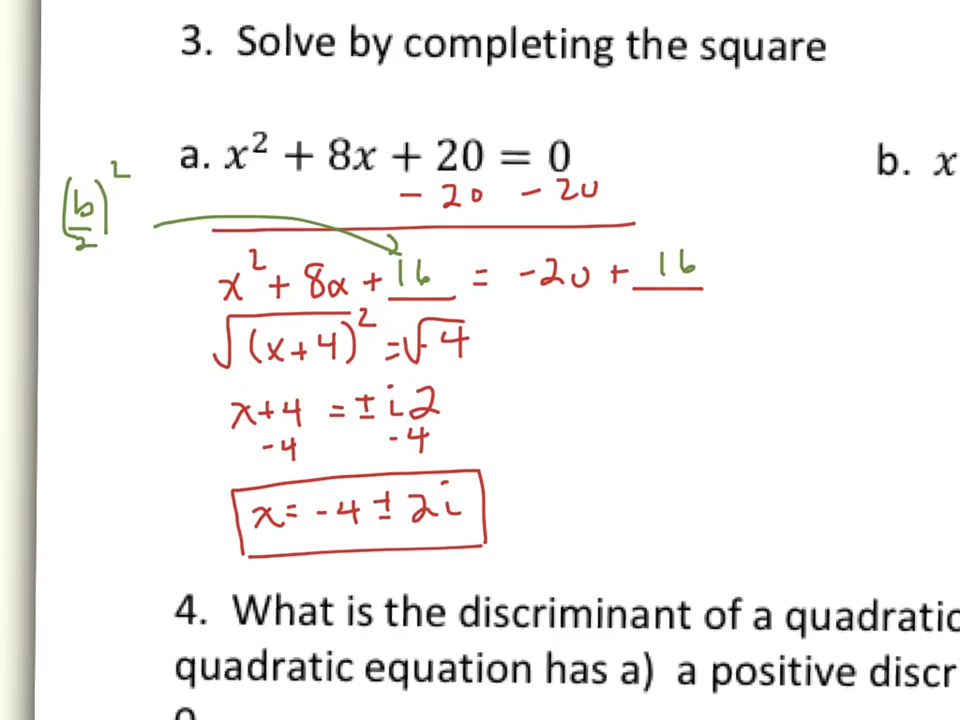 3. Solve by completing the square
a. x² + 8x + 20 = 0
b. x
- 20 - 20
(b/2)²
x² + 8x + 16 = -20 + 16
√(x+4)² = √-4
x+4 = ± i2
-4 -4
x = -4 ± 2i
4. What is the discriminant of a quadratic
quadratic equation has a) a positive discr